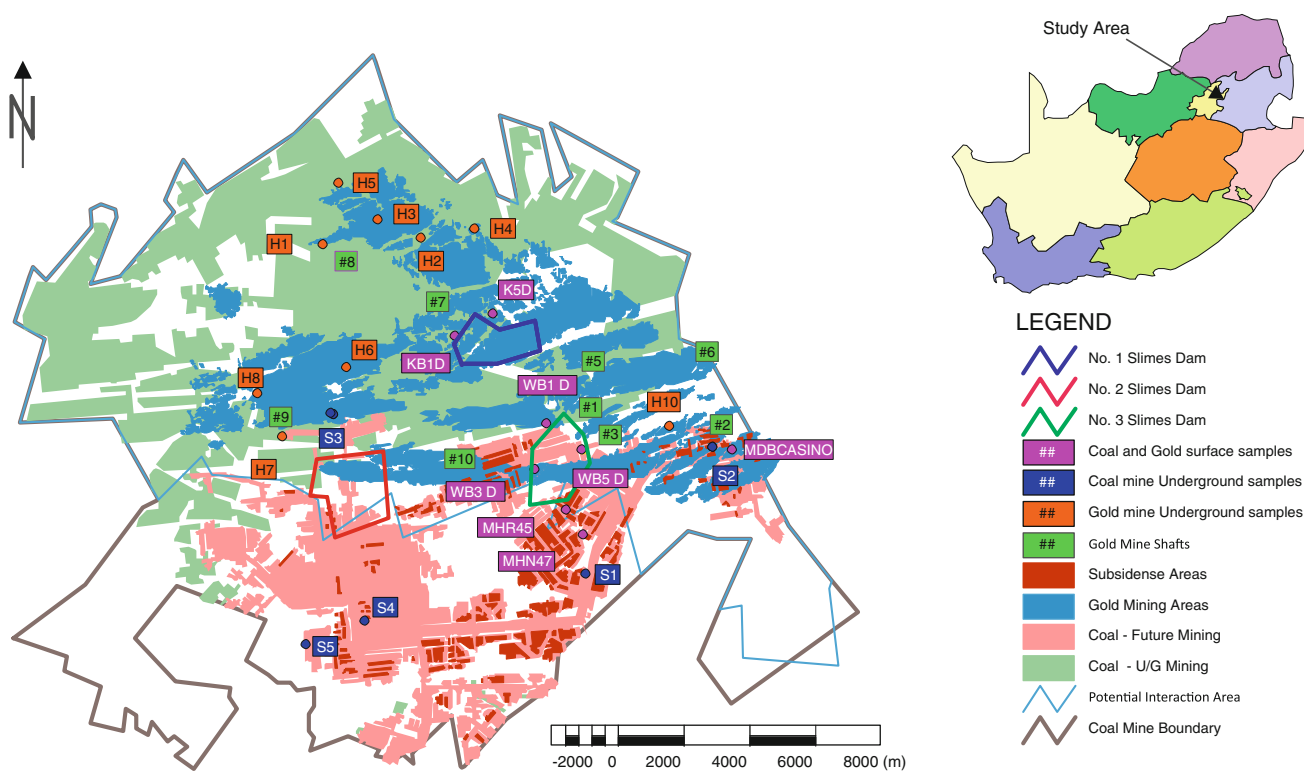 Study Area
N
H5
H3
H4
H1
#8
H2
K5D
#7
H6
KB1D
#5
#6
H8
WB1 D
#9
#1
H10
S3
#3
#2
MDBCASINO
H7
#10
WB3 D
WB5 D
S2
MHR45
MHN47
S1
S4
S5
-2000 0 2000 4000 6000 8000 (m)
LEGEND
No. 1 Slimes Dam
No. 2 Slimes Dam
No. 3 Slimes Dam
## Coal and Gold surface samples
## Coal mine Underground samples
## Gold mine Underground samples
## Gold Mine Shafts
Subsidense Areas
Gold Mining Areas
Coal - Future Mining
Coal - U/G Mining
Potential Interaction Area
Coal Mine Boundary